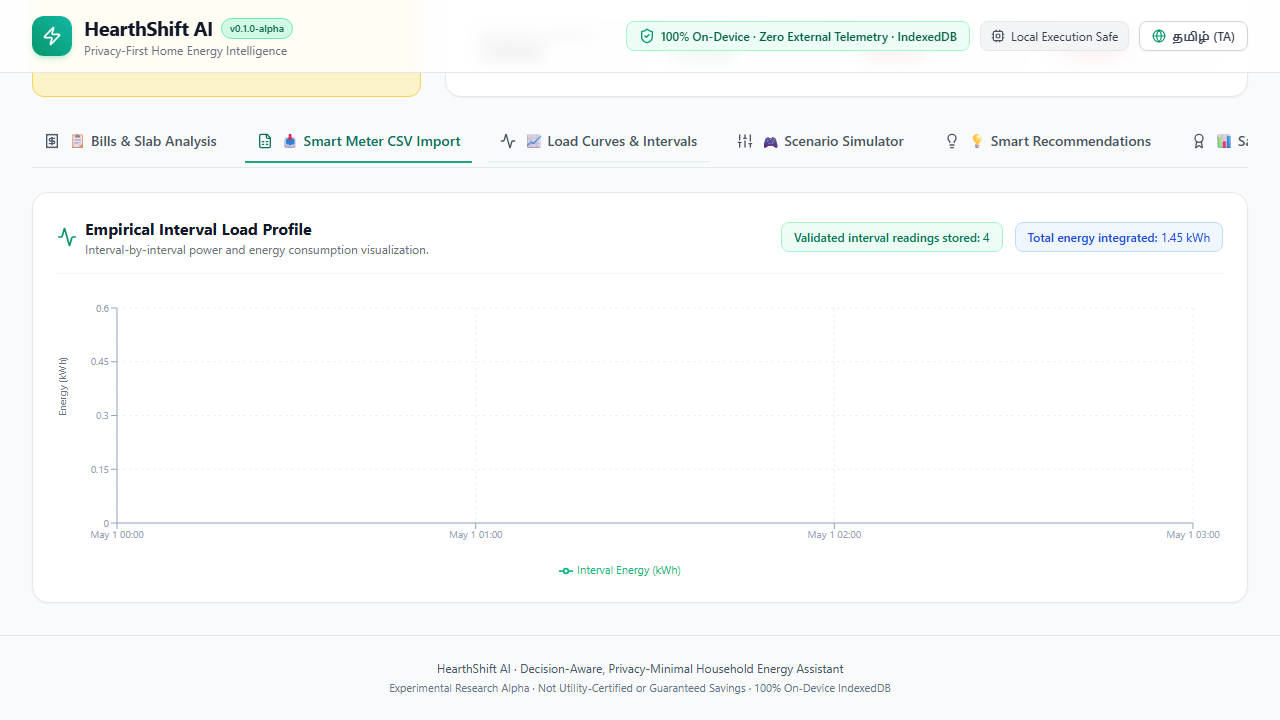 HearthShift AI
v0.1.0-alpha
Privacy-First Home Energy Intelligence
100% On-Device · Zero External Telemetry · IndexedDB
Local Execution Safe
தமிழ் (TA)
Bills & Slab Analysis
Smart Meter CSV Import
Load Curves & Intervals
Scenario Simulator
Smart Recommendations
Empirical Interval Load Profile
Interval-by-interval power and energy consumption visualization.
Validated interval readings stored: 4
Total energy integrated: 1.45 kWh
0.6
0.45
0.3
0.15
0
Energy (kWh)
May 1 00:00
May 1 01:00
May 1 02:00
May 1 03:00
Interval Energy (kWh)
HearthShift AI · Decision-Aware, Privacy-Minimal Household Energy Assistant
Experimental Research Alpha · Not Utility-Certified or Guaranteed Savings · 100% On-Device IndexedDB